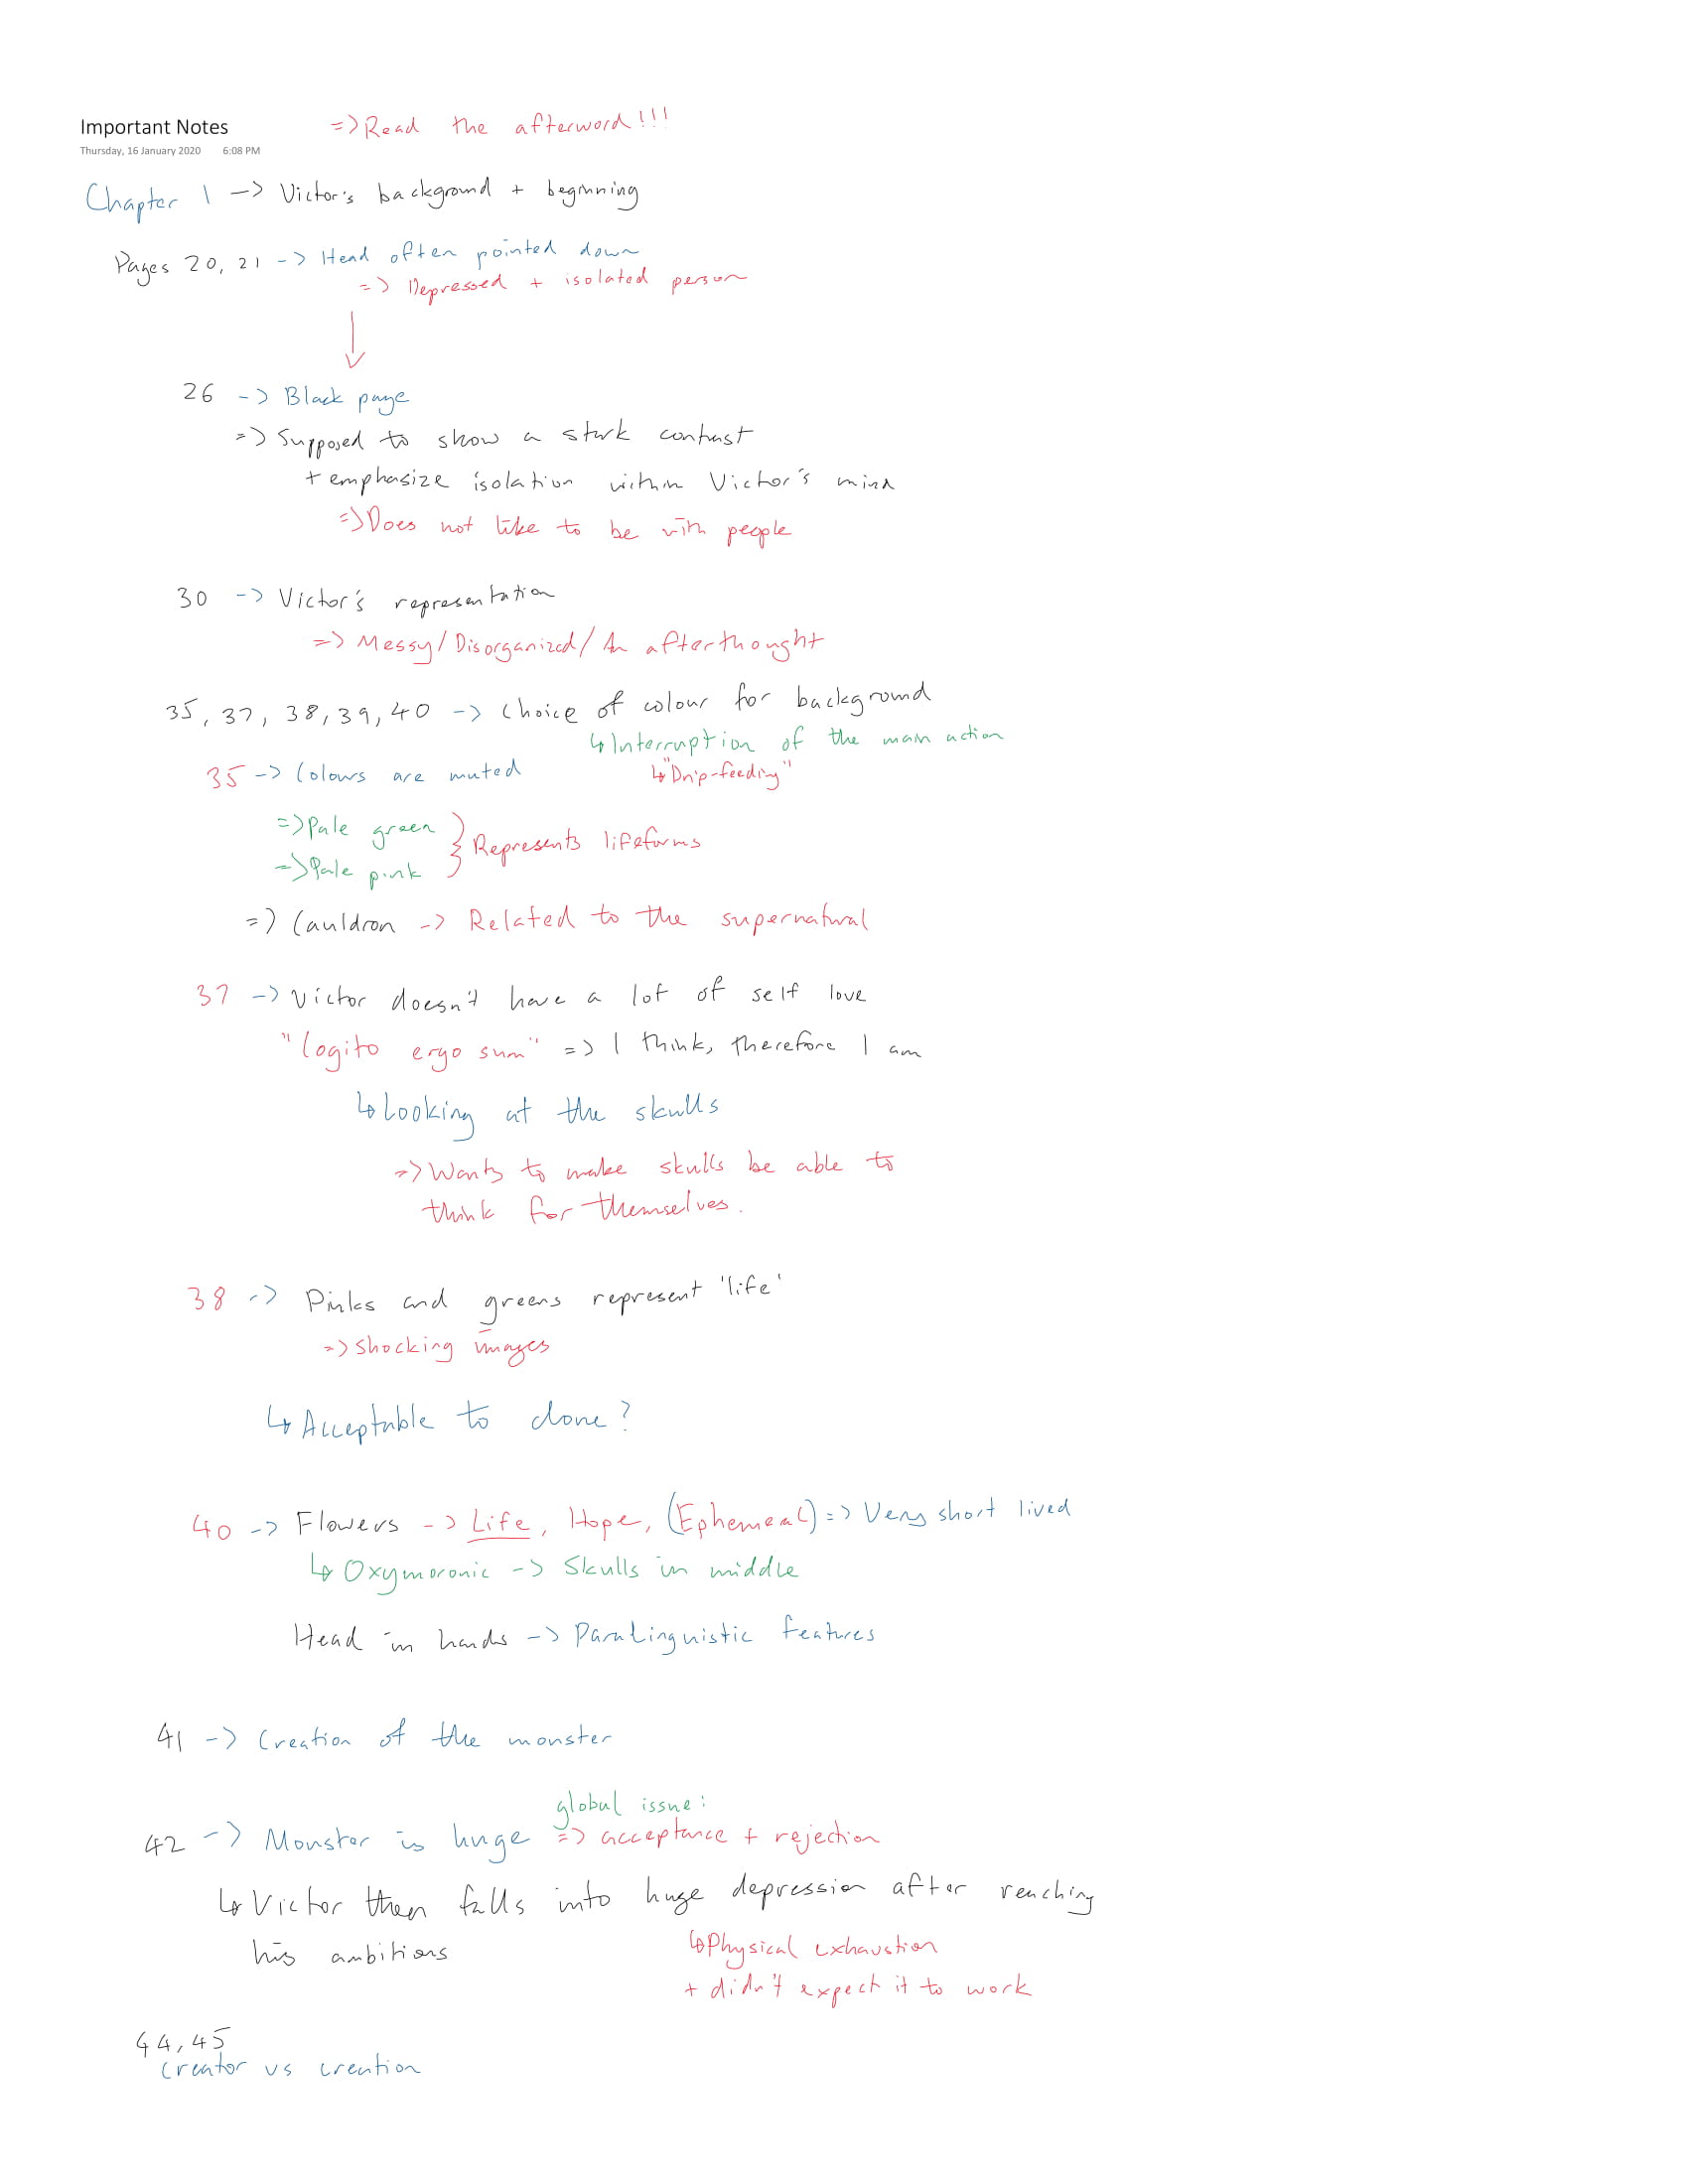 Important Notes => Read the afterword!!!
Thursday, 16 January 2020 6:08 PM
Chapter 1 -> Victor's background + beginning
Pages 20, 21 -> Head often pointed down
=> Depressed + isolated person
26 -> Black page
=> Supposed to show a stark contrast
+ emphasize isolation within Victor's mind
=> Does not like to be with people
30 -> Victor's representation
=> Messy/Disorganized/An afterthought
35, 37, 38, 39, 40 -> Choice of colour for background
↳ Interruption of the main action
35 -> Colours are muted ↳ "Drip-feeding"
=> Pale green
} Represents lifeforms
=> Pale pink
=> Cauldron -> Related to the supernatural
37 -> Victor doesn't have a lot of self love
"Cogito ergo sum" => I think, therefore I am
↳ Looking at the skulls
=> Wants to make skulls be able to
think for themselves.
38 -> Pinks and greens represent 'life'
=> Shocking images
↳ Acceptable to clone?
40 -> Flowers -> Life, Hope, (Ephemeal) => Very short lived
↳ Oxymoronic -> Skulls in middle
Head in hands -> Paralinguistic features
41 -> Creation of the monster
global issue:
42 -> Monster is huge => acceptance + rejection
↳ Victor then falls into huge depression after reaching
his ambitions ↳ Physical exhaustion
+ didn't expect it to work
44, 45
Creator vs creation